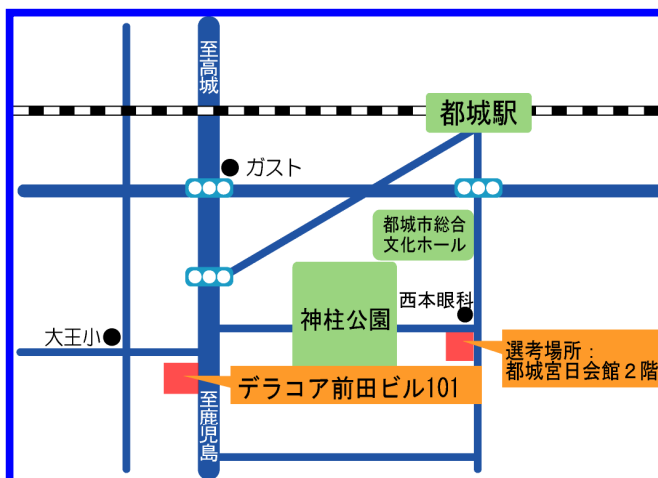 至高城
都城駅
ガスト
都城市総合
文化ホール
西本眼科
神柱公園
大王小
選考場所：
都城宮日会館２階
デラコア前田ビル101
至鹿児島